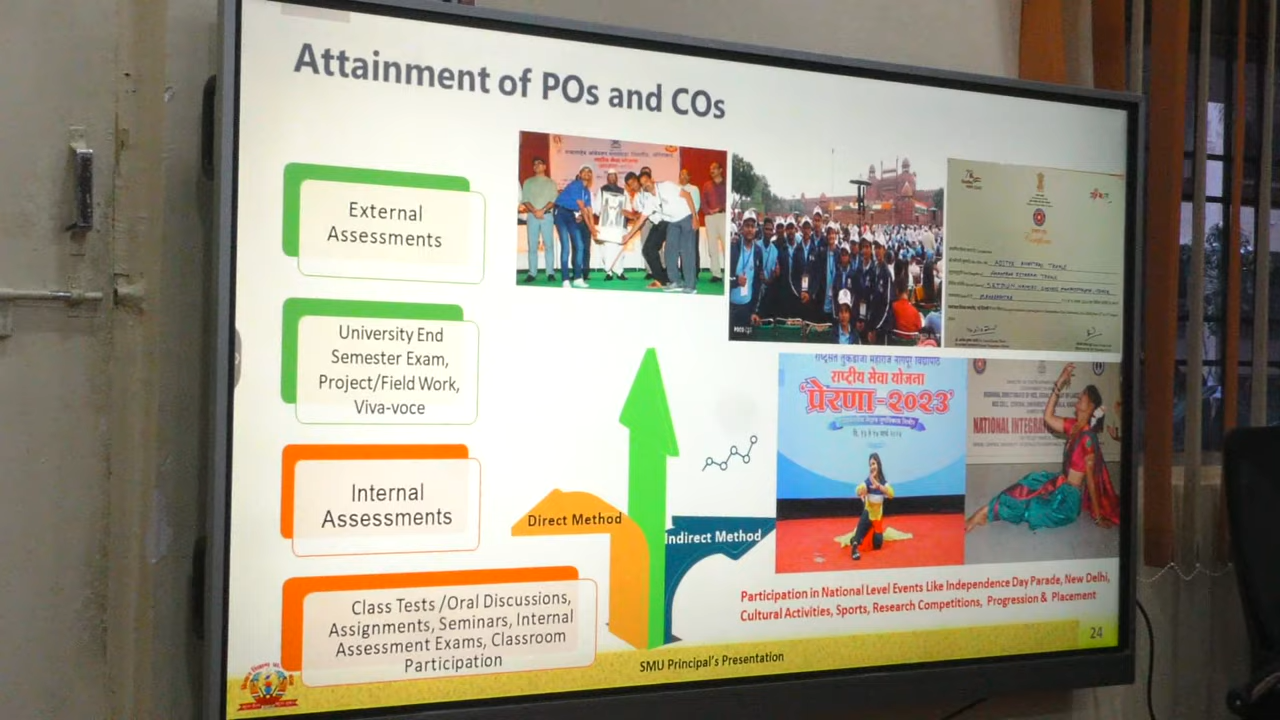 Attainment of POs and COs
External
Assessments
University End
Semester Exam,
Project/Field Work,
Viva-voce
Internal
Assessments
Class Tests /Oral Discussions,
Assignments, Seminars, Internal
Assessment Exams, Classroom
Participation
Direct Method
Indirect Method
राष्ट्रीय सेवा योजना
'प्रेरणा-२०२३'
NATIONAL INTEGRA
Participation in National Level Events Like Independence Day Parade, New Delhi,
Cultural Activities, Sports, Research Competitions, Progression & Placement
SMU Principal's Presentation
24